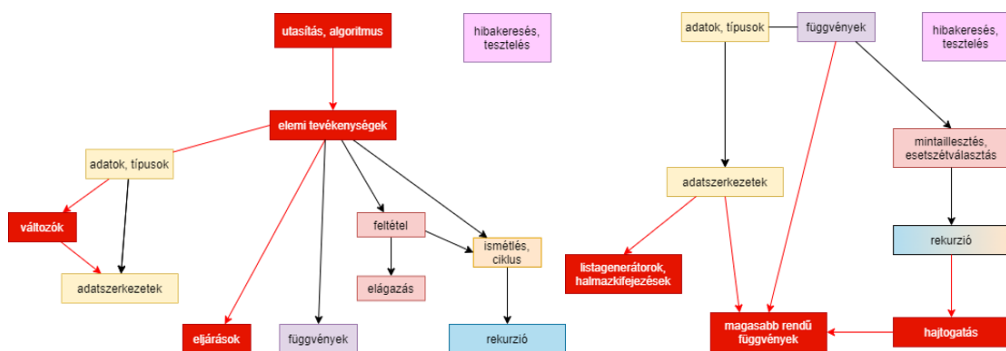 utasítás, algoritmus
hibakeresés,
tesztelés
elemi tevékenységek
adatok, típusok
változók
adatszerkezetek
feltétel
ismétlés,
ciklus
elágazás
eljárások
függvények
rekurzió
adatok, típusok
függvények
hibakeresés,
tesztelés
mintaillesztés,
esetszétválasztás
adatszerkezetek
rekurzió
listagenerátorok,
halmazkifejezések
magasabb rendű
függvények
hajtogatás